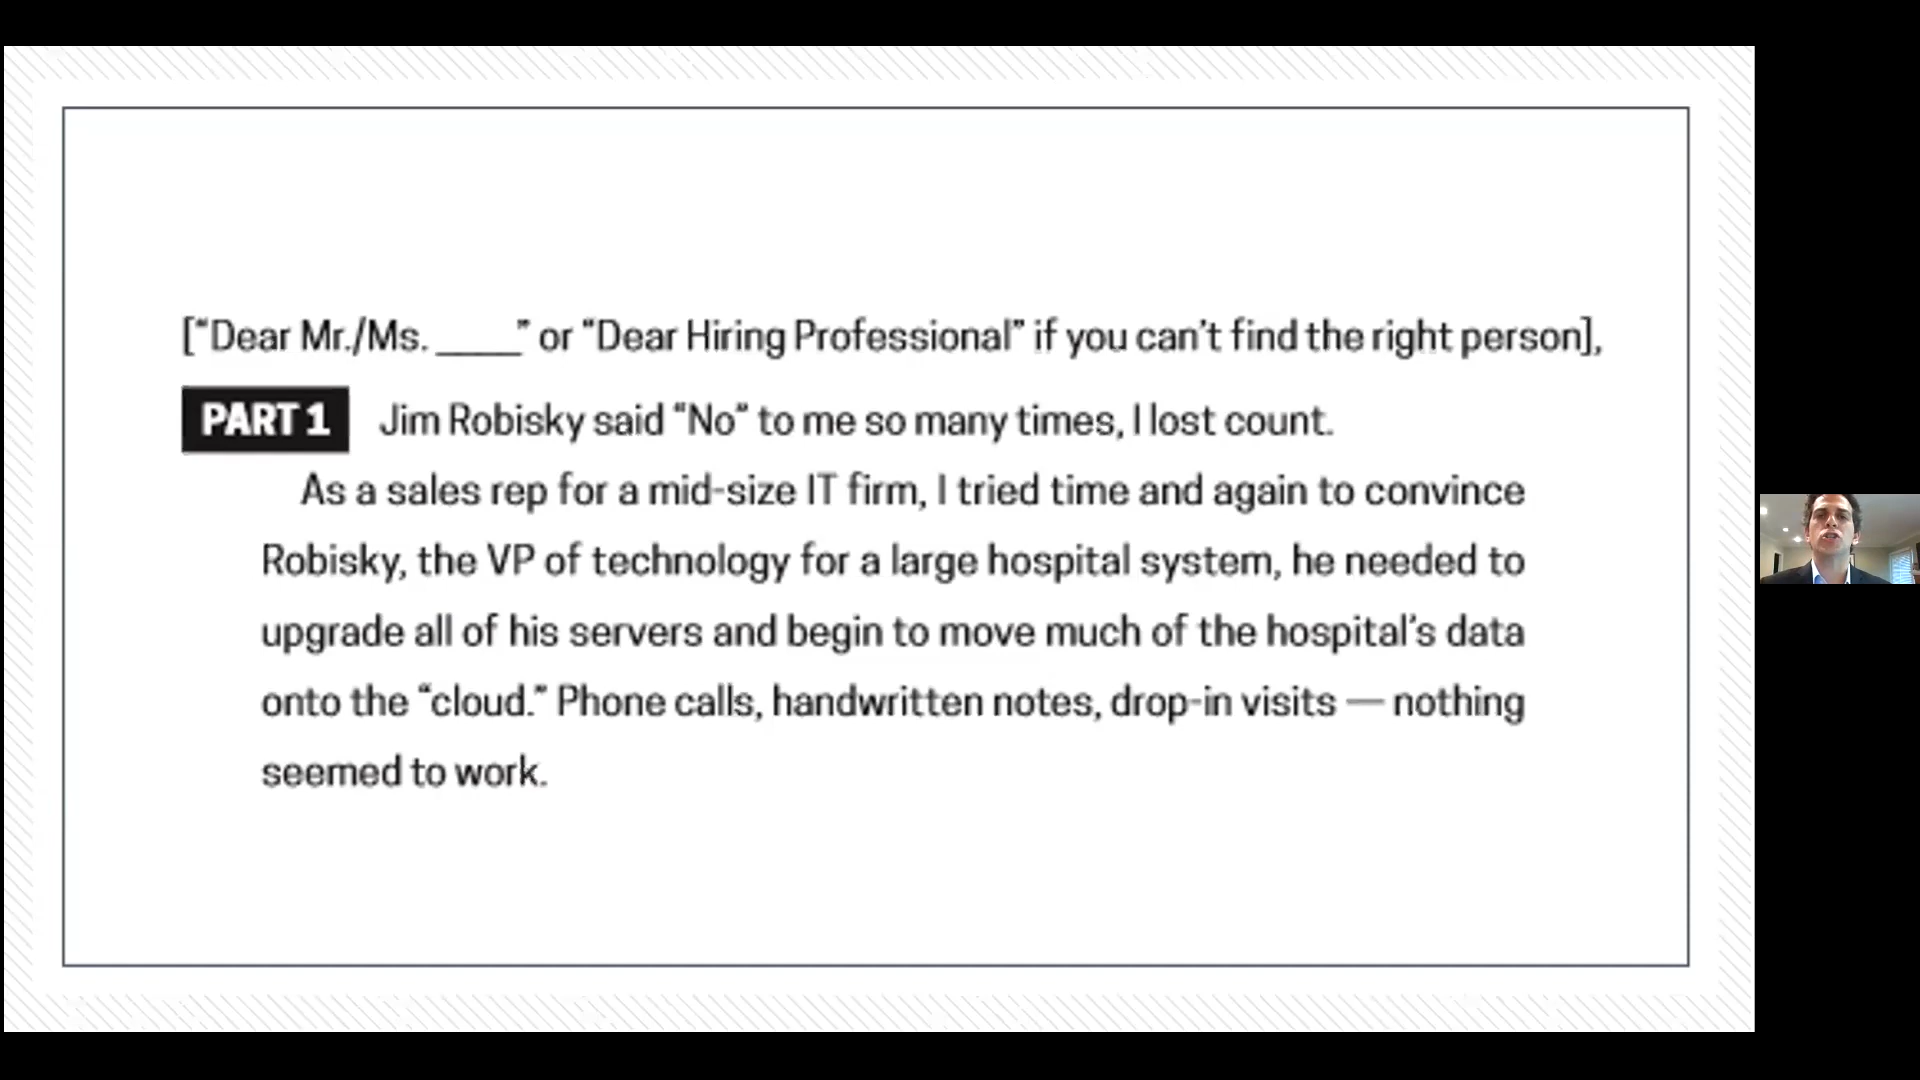 [“Dear Mr./Ms. ____” or “Dear Hiring Professional” if you can’t find the right person],
PART 1 Jim Robisky said “No” to me so many times, I lost count.
As a sales rep for a mid-size IT firm, I tried time and again to convince
Robisky, the VP of technology for a large hospital system, he needed to
upgrade all of his servers and begin to move much of the hospital’s data
onto the “cloud.” Phone calls, handwritten notes, drop-in visits — nothing
seemed to work.